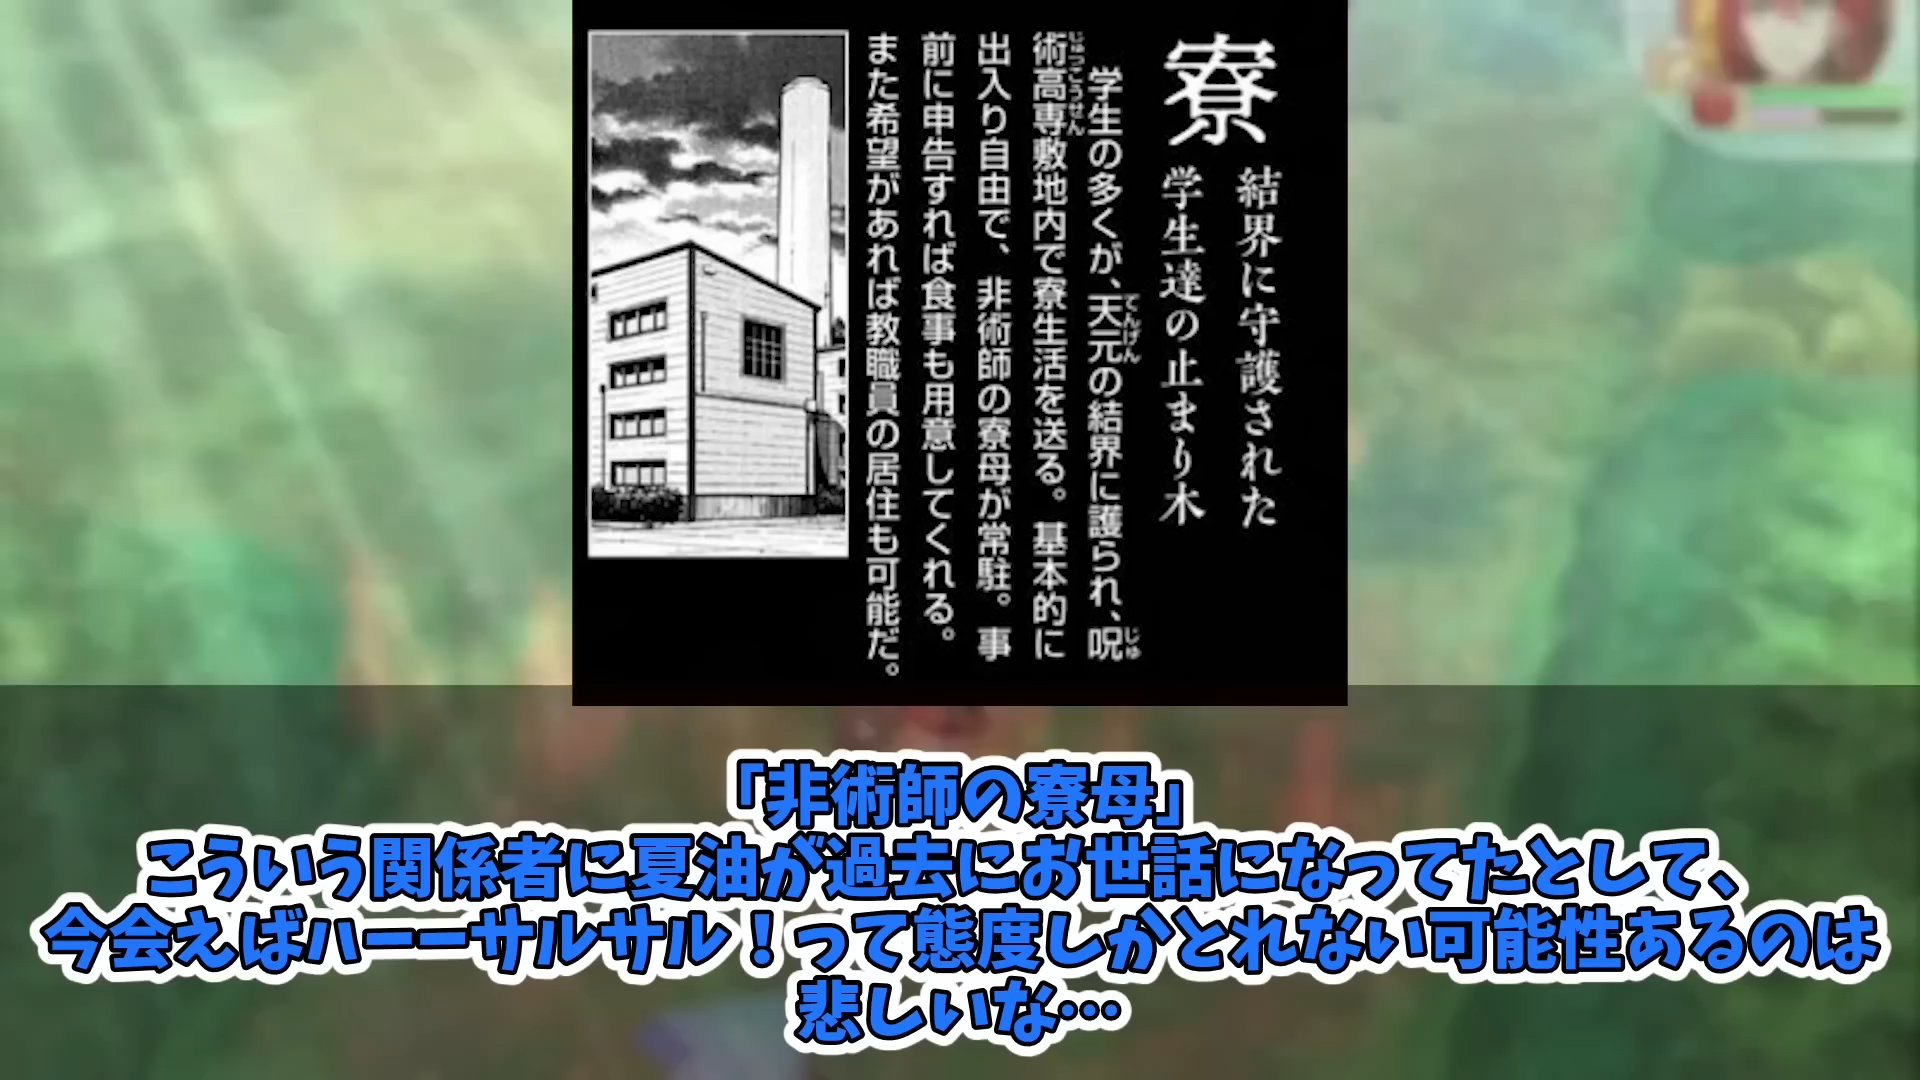 寮
結界に守護された
学生達の止まり木
学生の多くが、天元の結界に護られ、呪
術高専敷地内で寮生活を送る。基本的に
出入り自由で、非術師の寮母が常駐。事
前に申告すれば食事も用意してくれる。
また希望があれば教職員の居住も可能だ。
「非術師の寮母」
こういう関係者に夏油が過去にお世話になってたとして、
今会えばハーーサルサル！って態度しかとれない可能性あるのは
悲しいな…